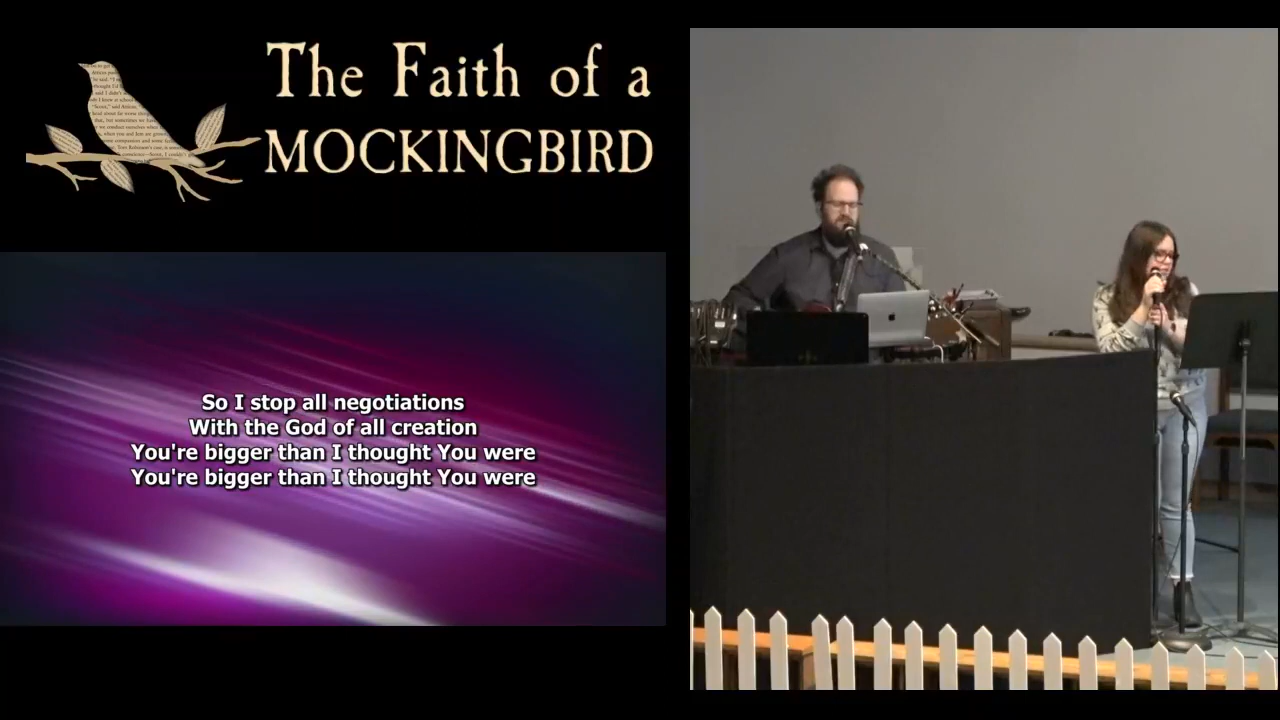 The Faith of a
MOCKINGBIRD
So I stop all negotiations
With the God of all creation
You're bigger than I thought You were
You're bigger than I thought You were